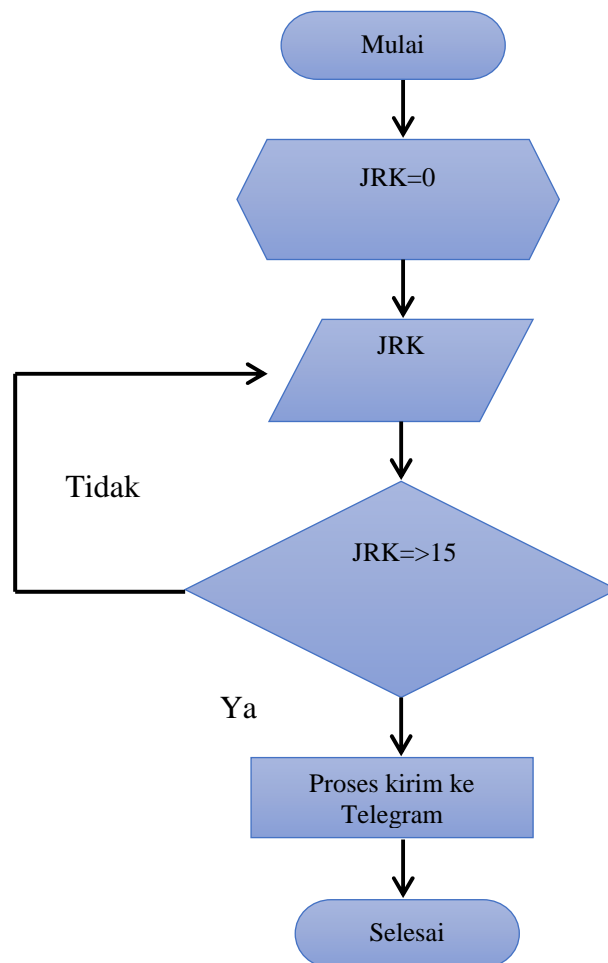 Mulai
JRK=0
JRK
Tidak
JRK=>15
Ya
Proses kirim ke
Telegram
Selesai